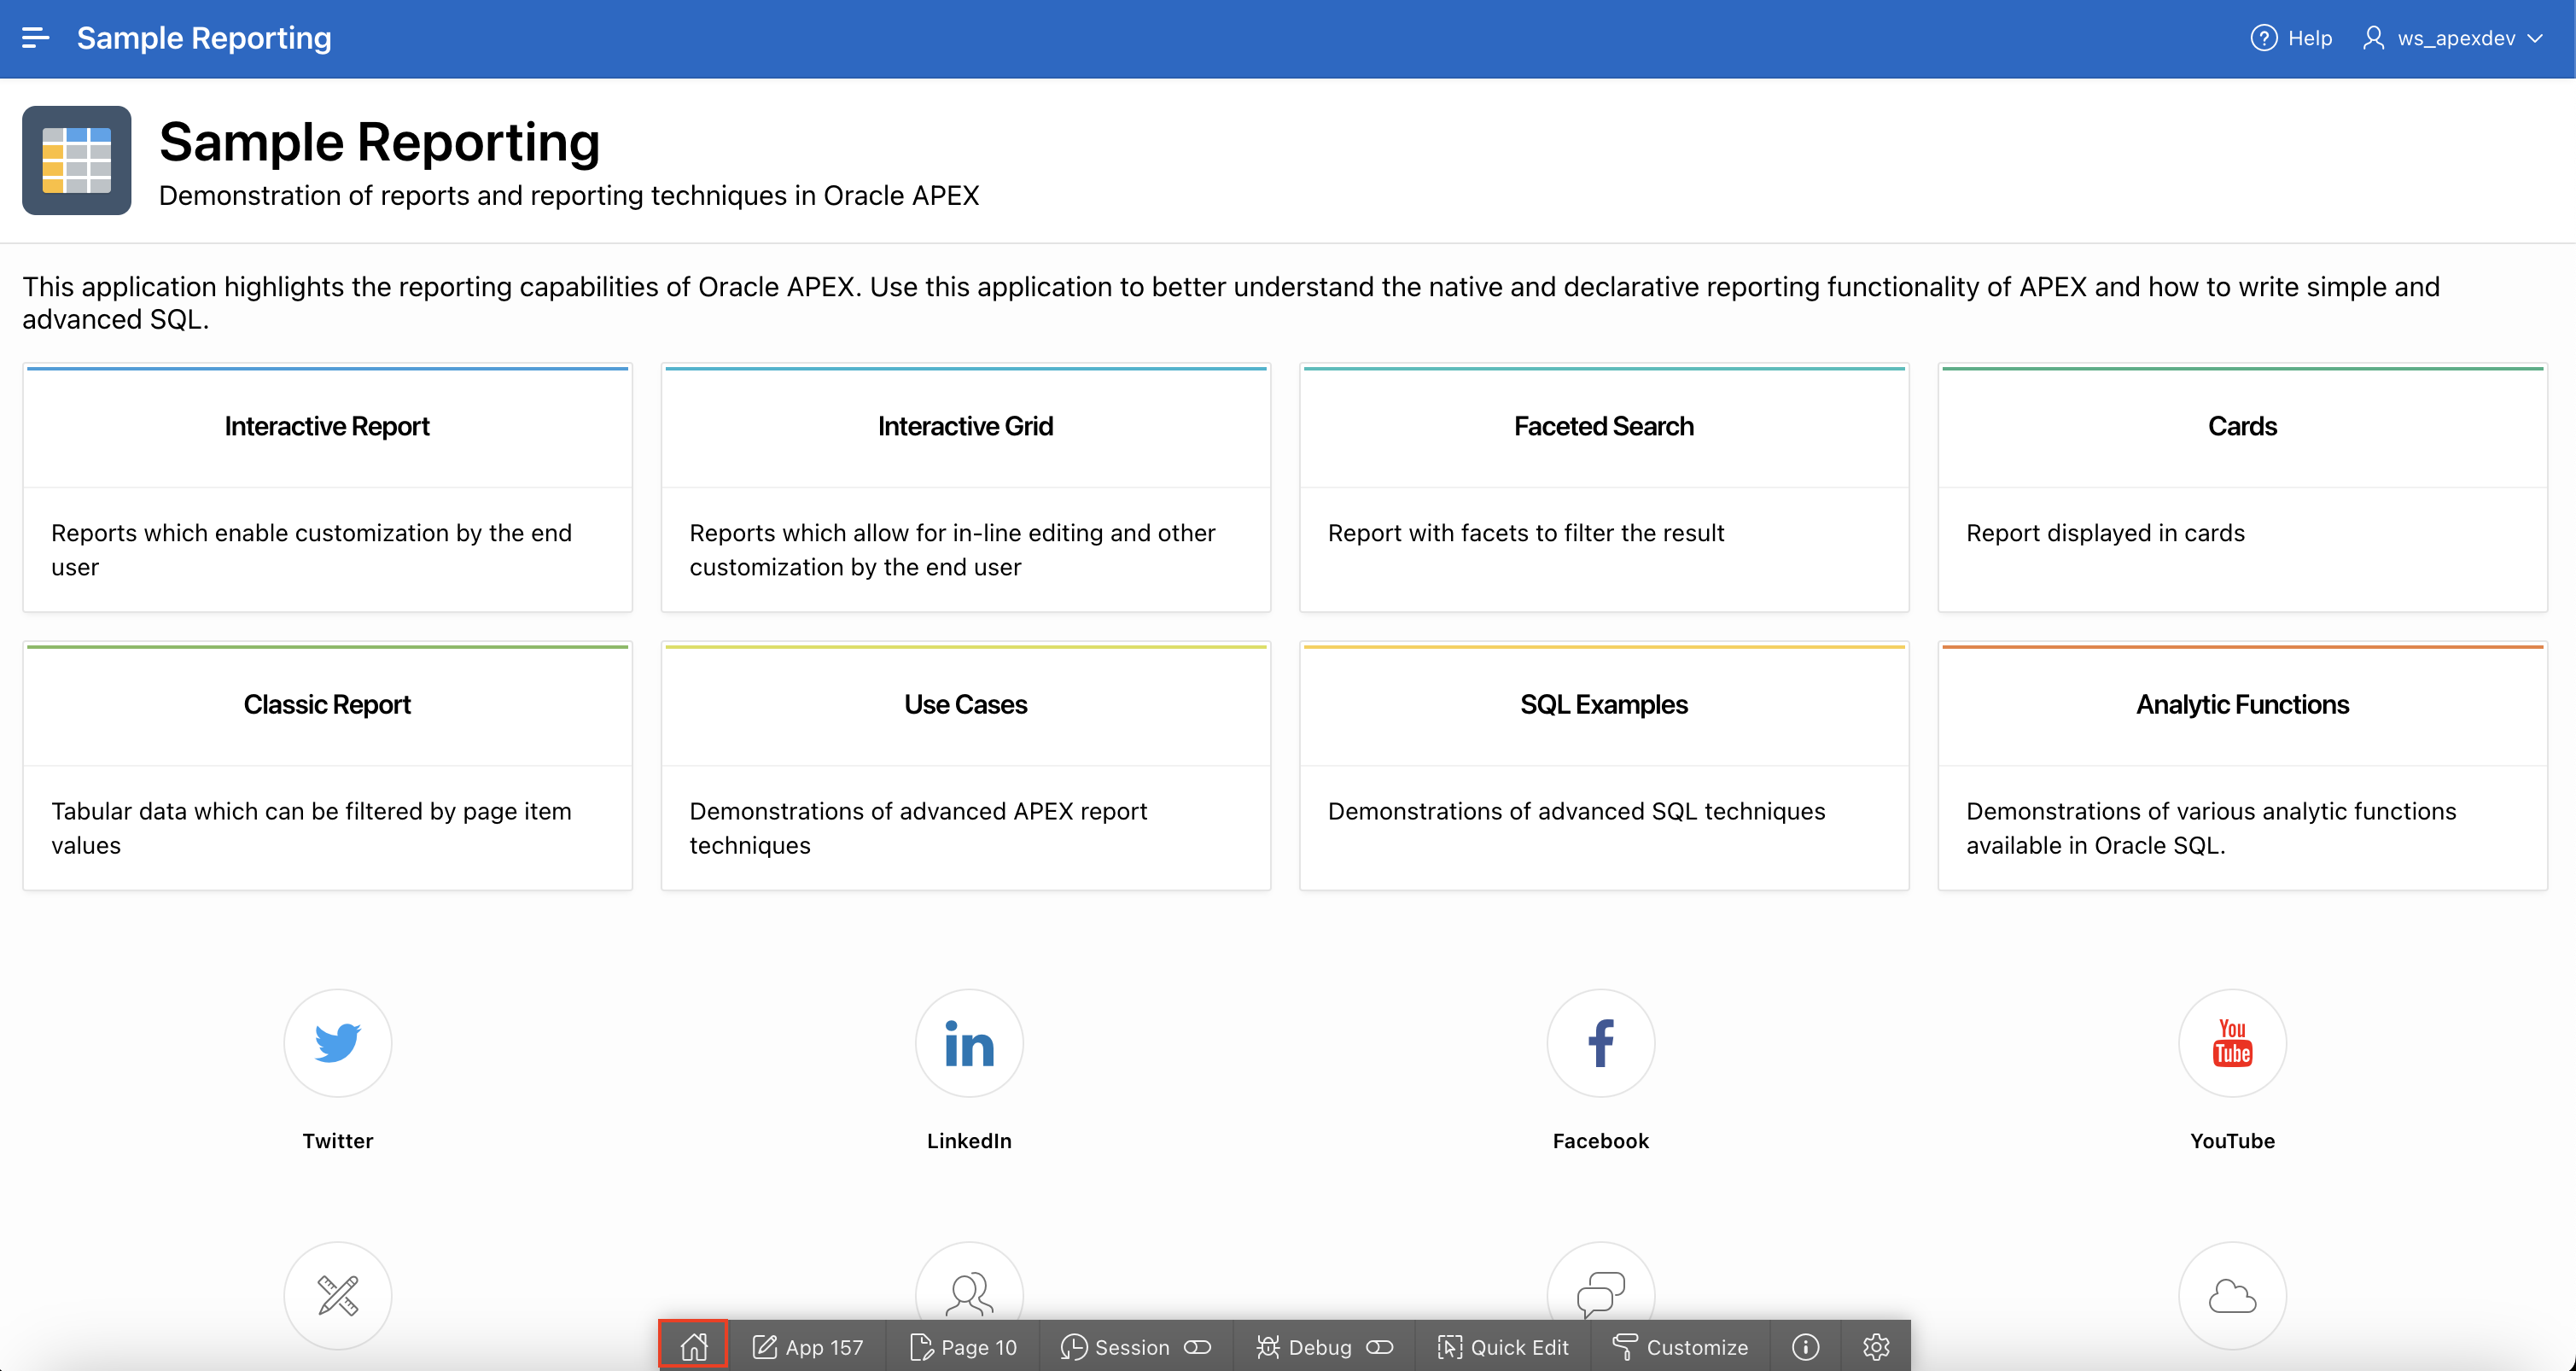 Sample Reporting
Help
ws_apexdev
Sample Reporting
Demonstration of reports and reporting techniques in Oracle APEX
This application highlights the reporting capabilities of Oracle APEX. Use this application to better understand the native and declarative reporting functionality of APEX and how to write simple and
advanced SQL.
Interactive Report
Reports which enable customization by the end
user
Interactive Grid
Reports which allow for in-line editing and other
customization by the end user
Faceted Search
Report with facets to filter the result
Cards
Report displayed in cards
Classic Report
Tabular data which can be filtered by page item
values
Use Cases
Demonstrations of advanced APEX report
techniques
SQL Examples
Demonstrations of advanced SQL techniques
Analytic Functions
Demonstrations of various analytic functions
available in Oracle SQL.
in
f
You
Tube
Twitter
LinkedIn
Facebook
YouTube
App 157
Page 10
Session
Debug
Quick Edit
Customize